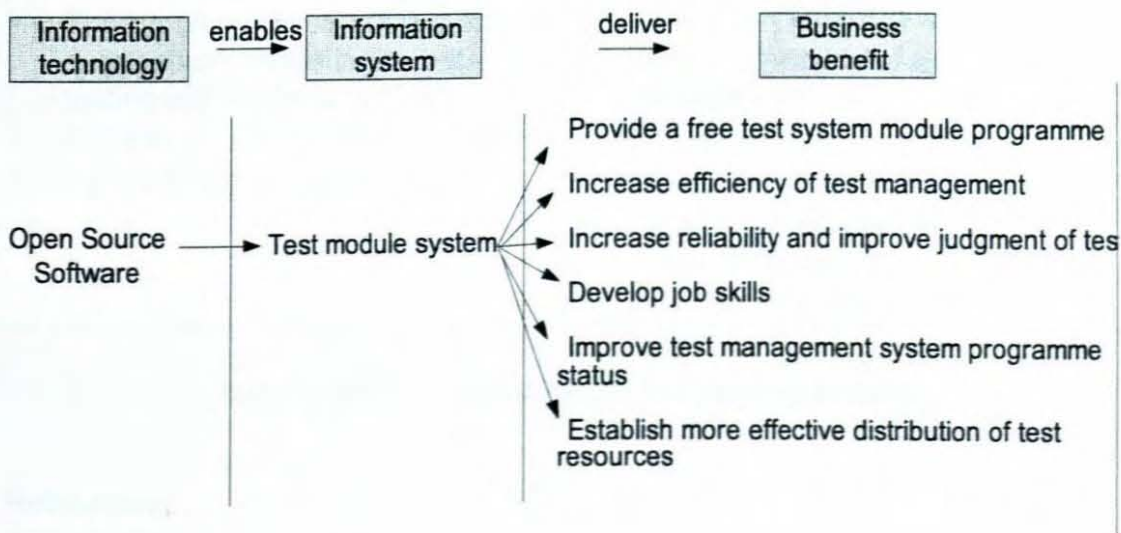 Information
technology
enables
Information
system
deliver
Business
benefit
Open Source
Software
Test module system
Provide a free test system module programme
Increase efficiency of test management
Increase reliability and improve judgment of tes
Develop job skills
Improve test management system programme
status
Establish more effective distribution of test
resources